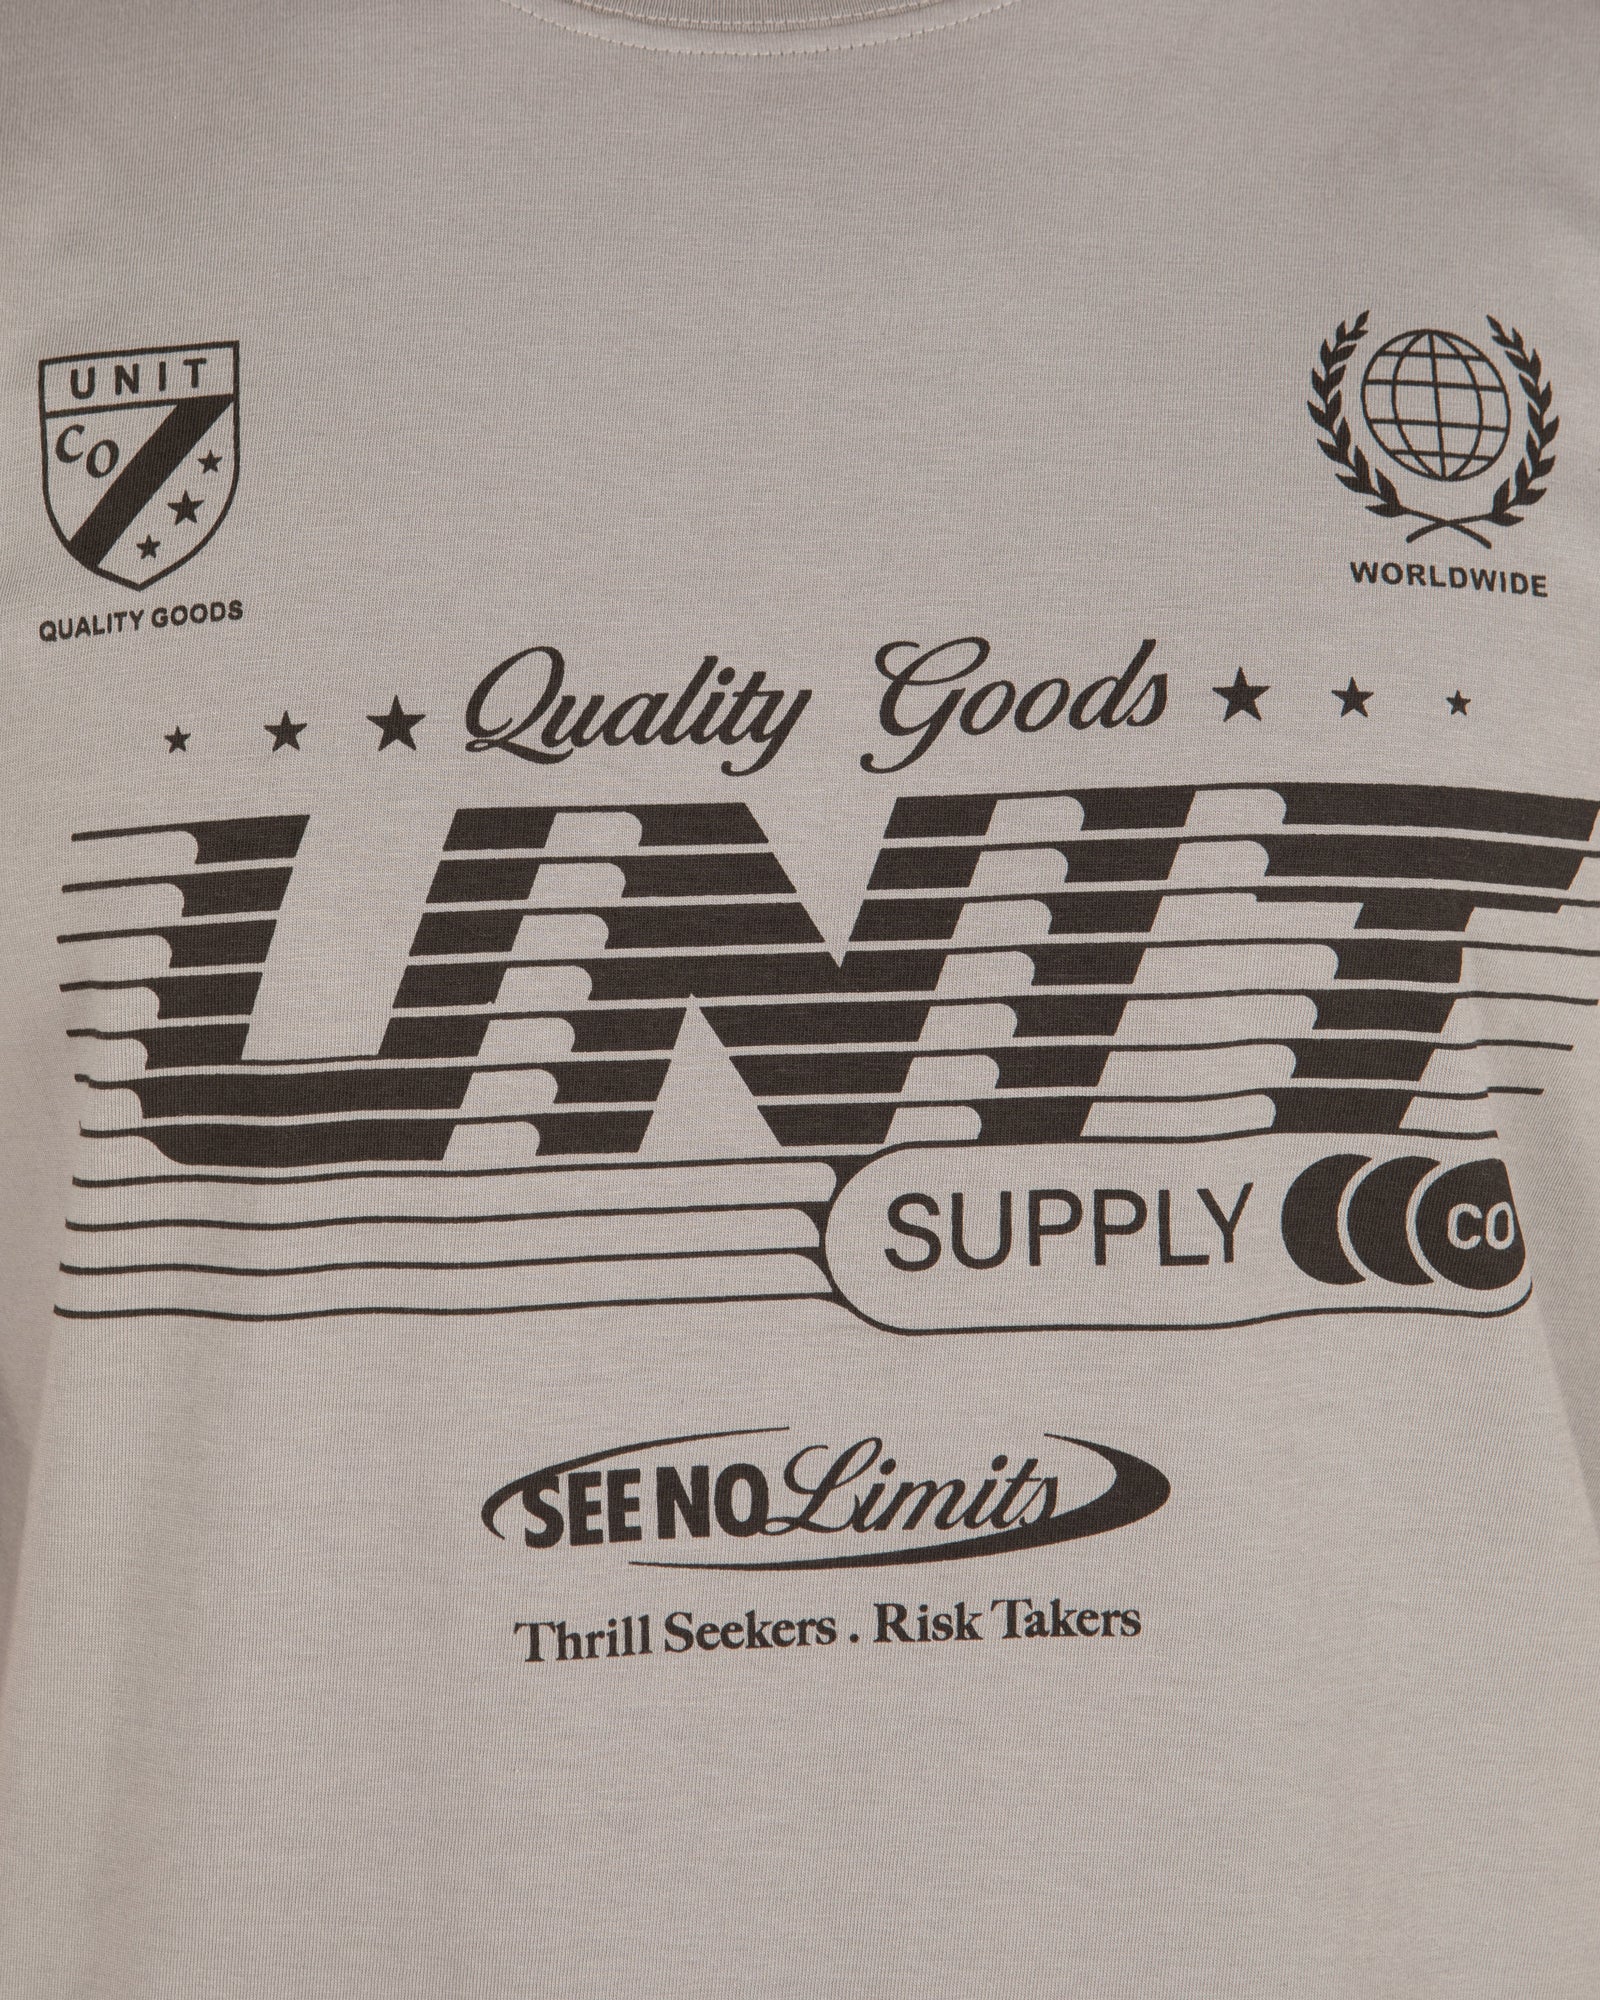 UNIT
CO
QUALITY GOODS
WORLDWIDE
Quality Goods
UNIT
SUPPLY CO
SEE NO Limits
Thrill Seekers . Risk Takers